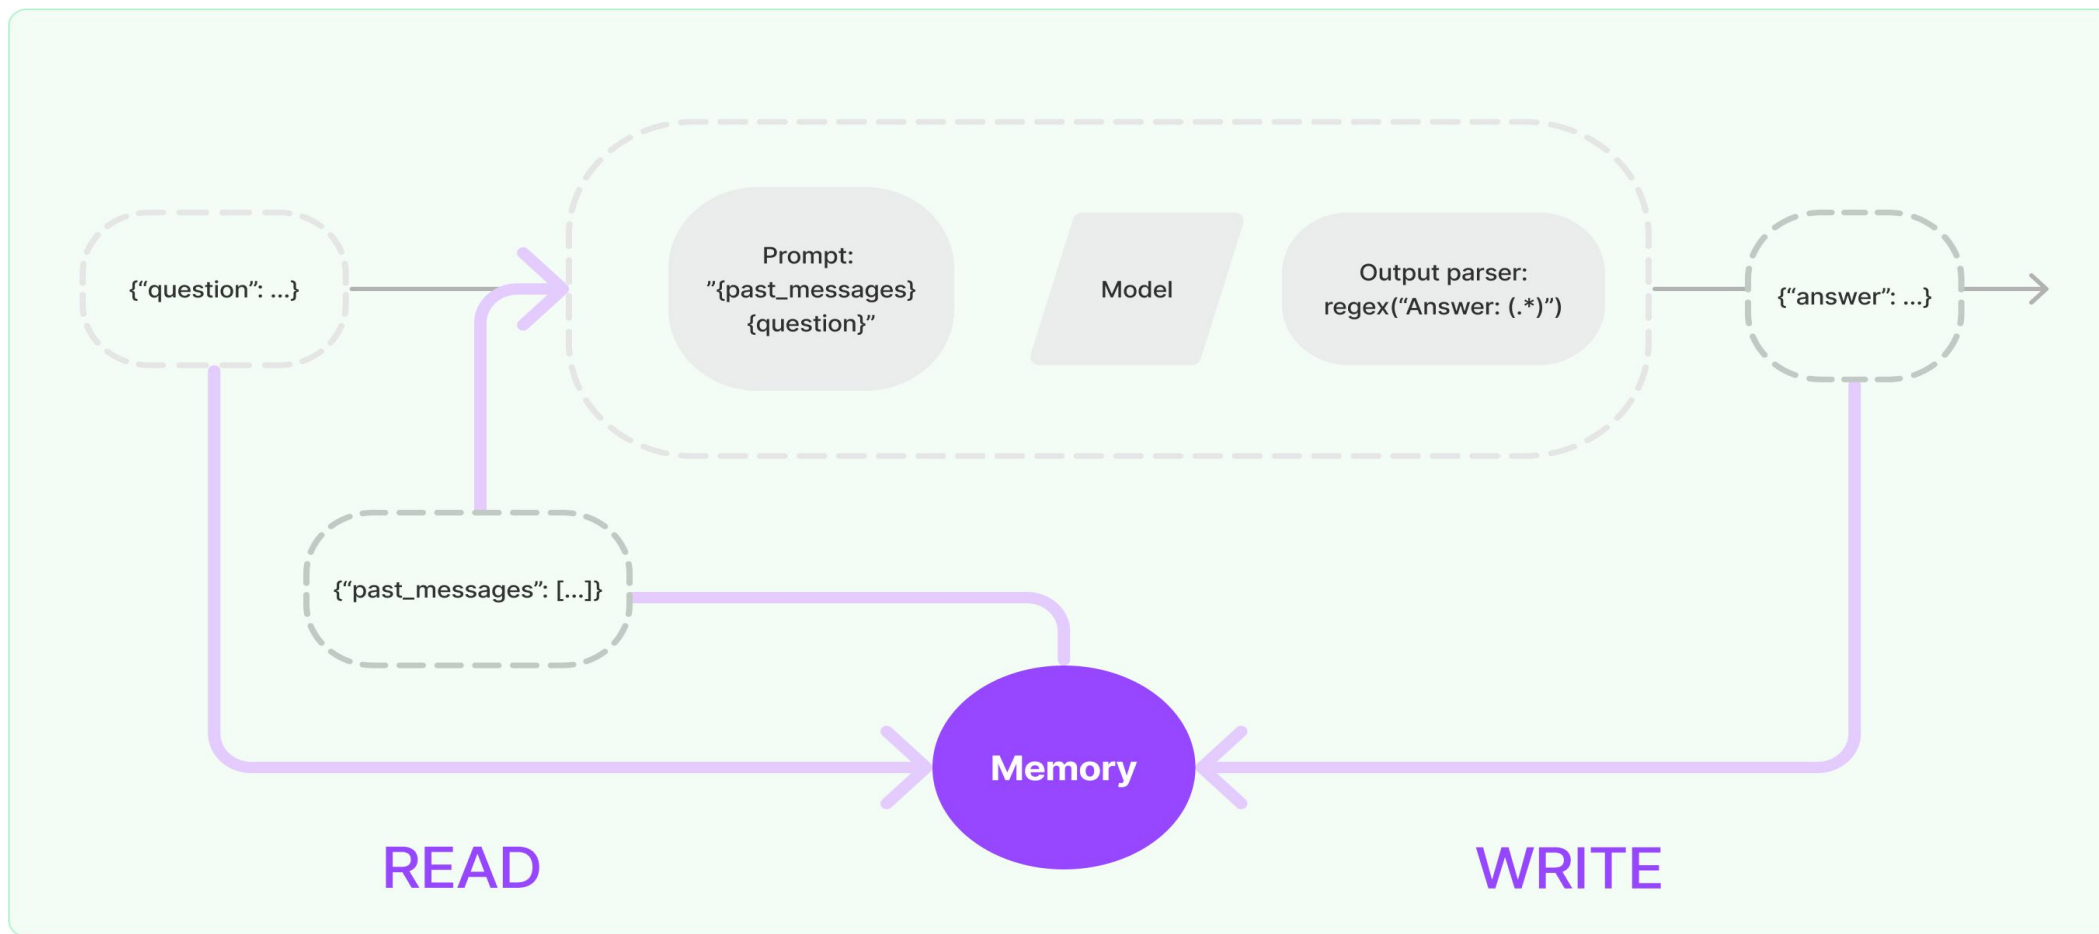 {“question”: ...}
Prompt:
”{past_messages}
{question}”
Model
Output parser:
regex(“Answer: (.*)”)
{“answer”: ...}
{“past_messages”: [...]}
Memory
READ
WRITE